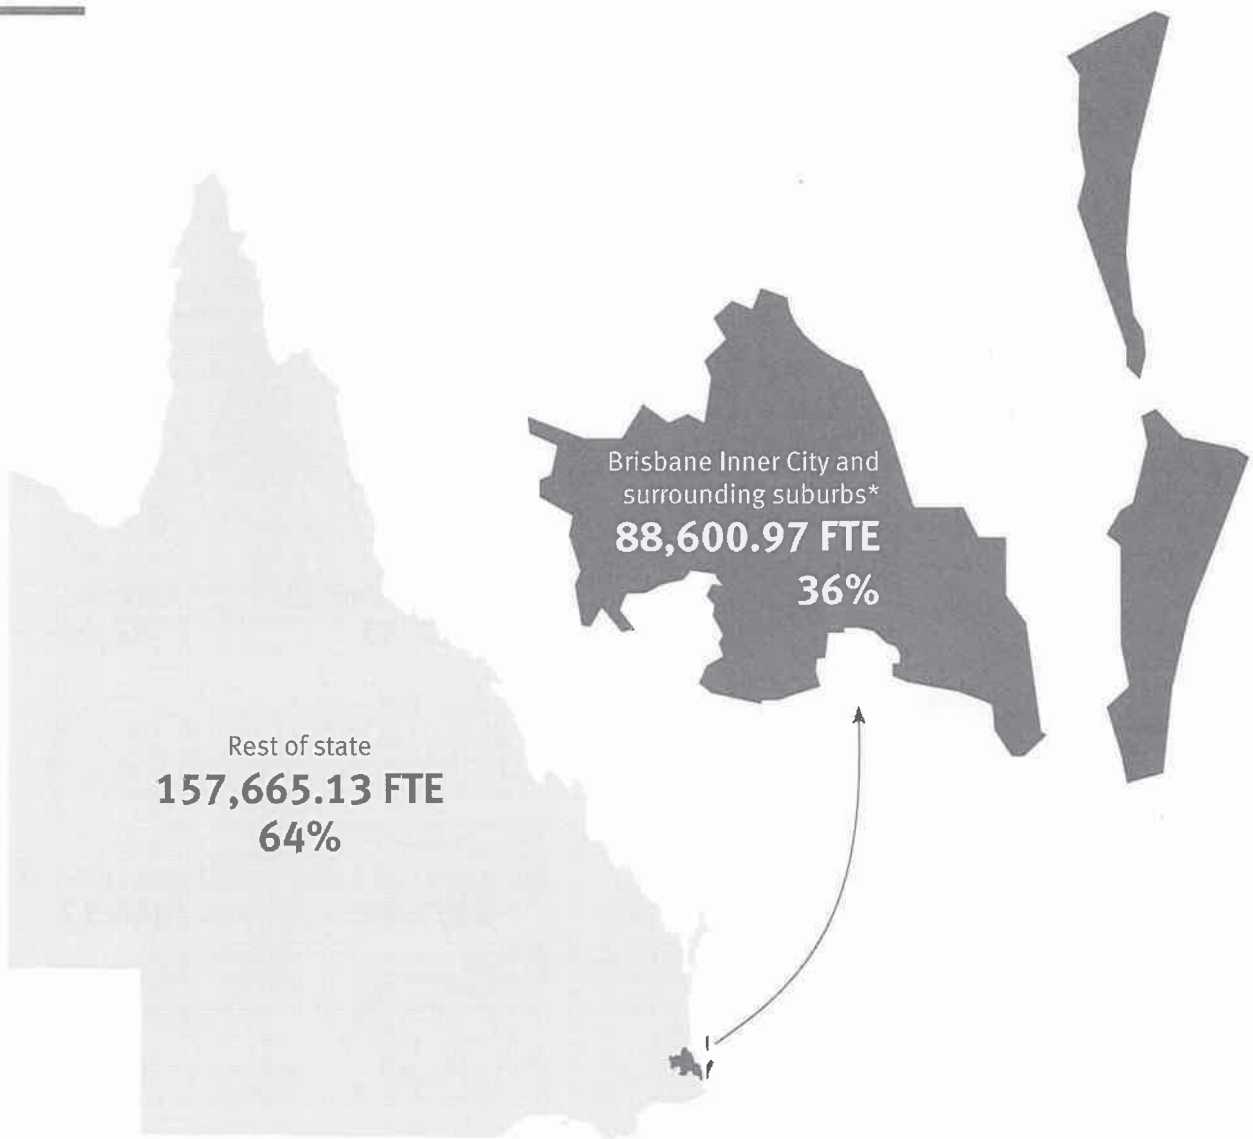 Brisbane Inner City and
surrounding suburbs*
88,600.97 FTE
36%
Rest of state
157,665.13 FTE
64%